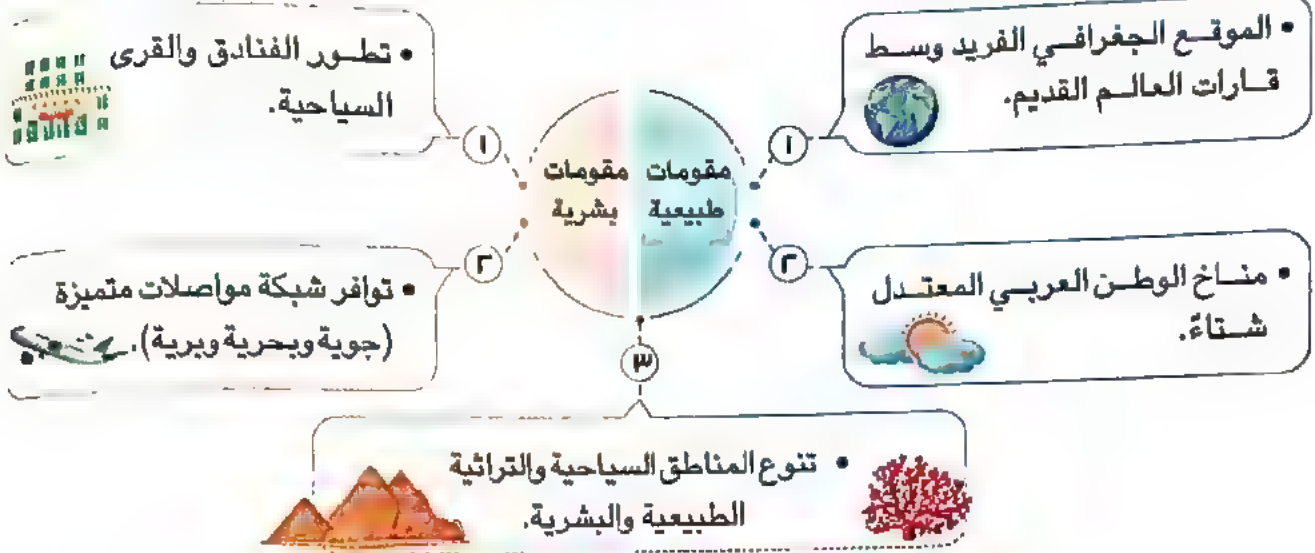 • الموقع الجغرافي الفريد وسط
قارات العالم القديم.
١
• مناخ الوطن العربي المعتدل
شتاءً.
٢
مقومات
طبيعية
مقومات
بشرية
• تطور الفنادق والقرى
السياحية.
١
• توافر شبكة مواصلات متميزة
(جوية وبحرية وبرية).
٢
٣
• تنوع المناطق السياحية والتراثية
الطبيعية والبشرية.